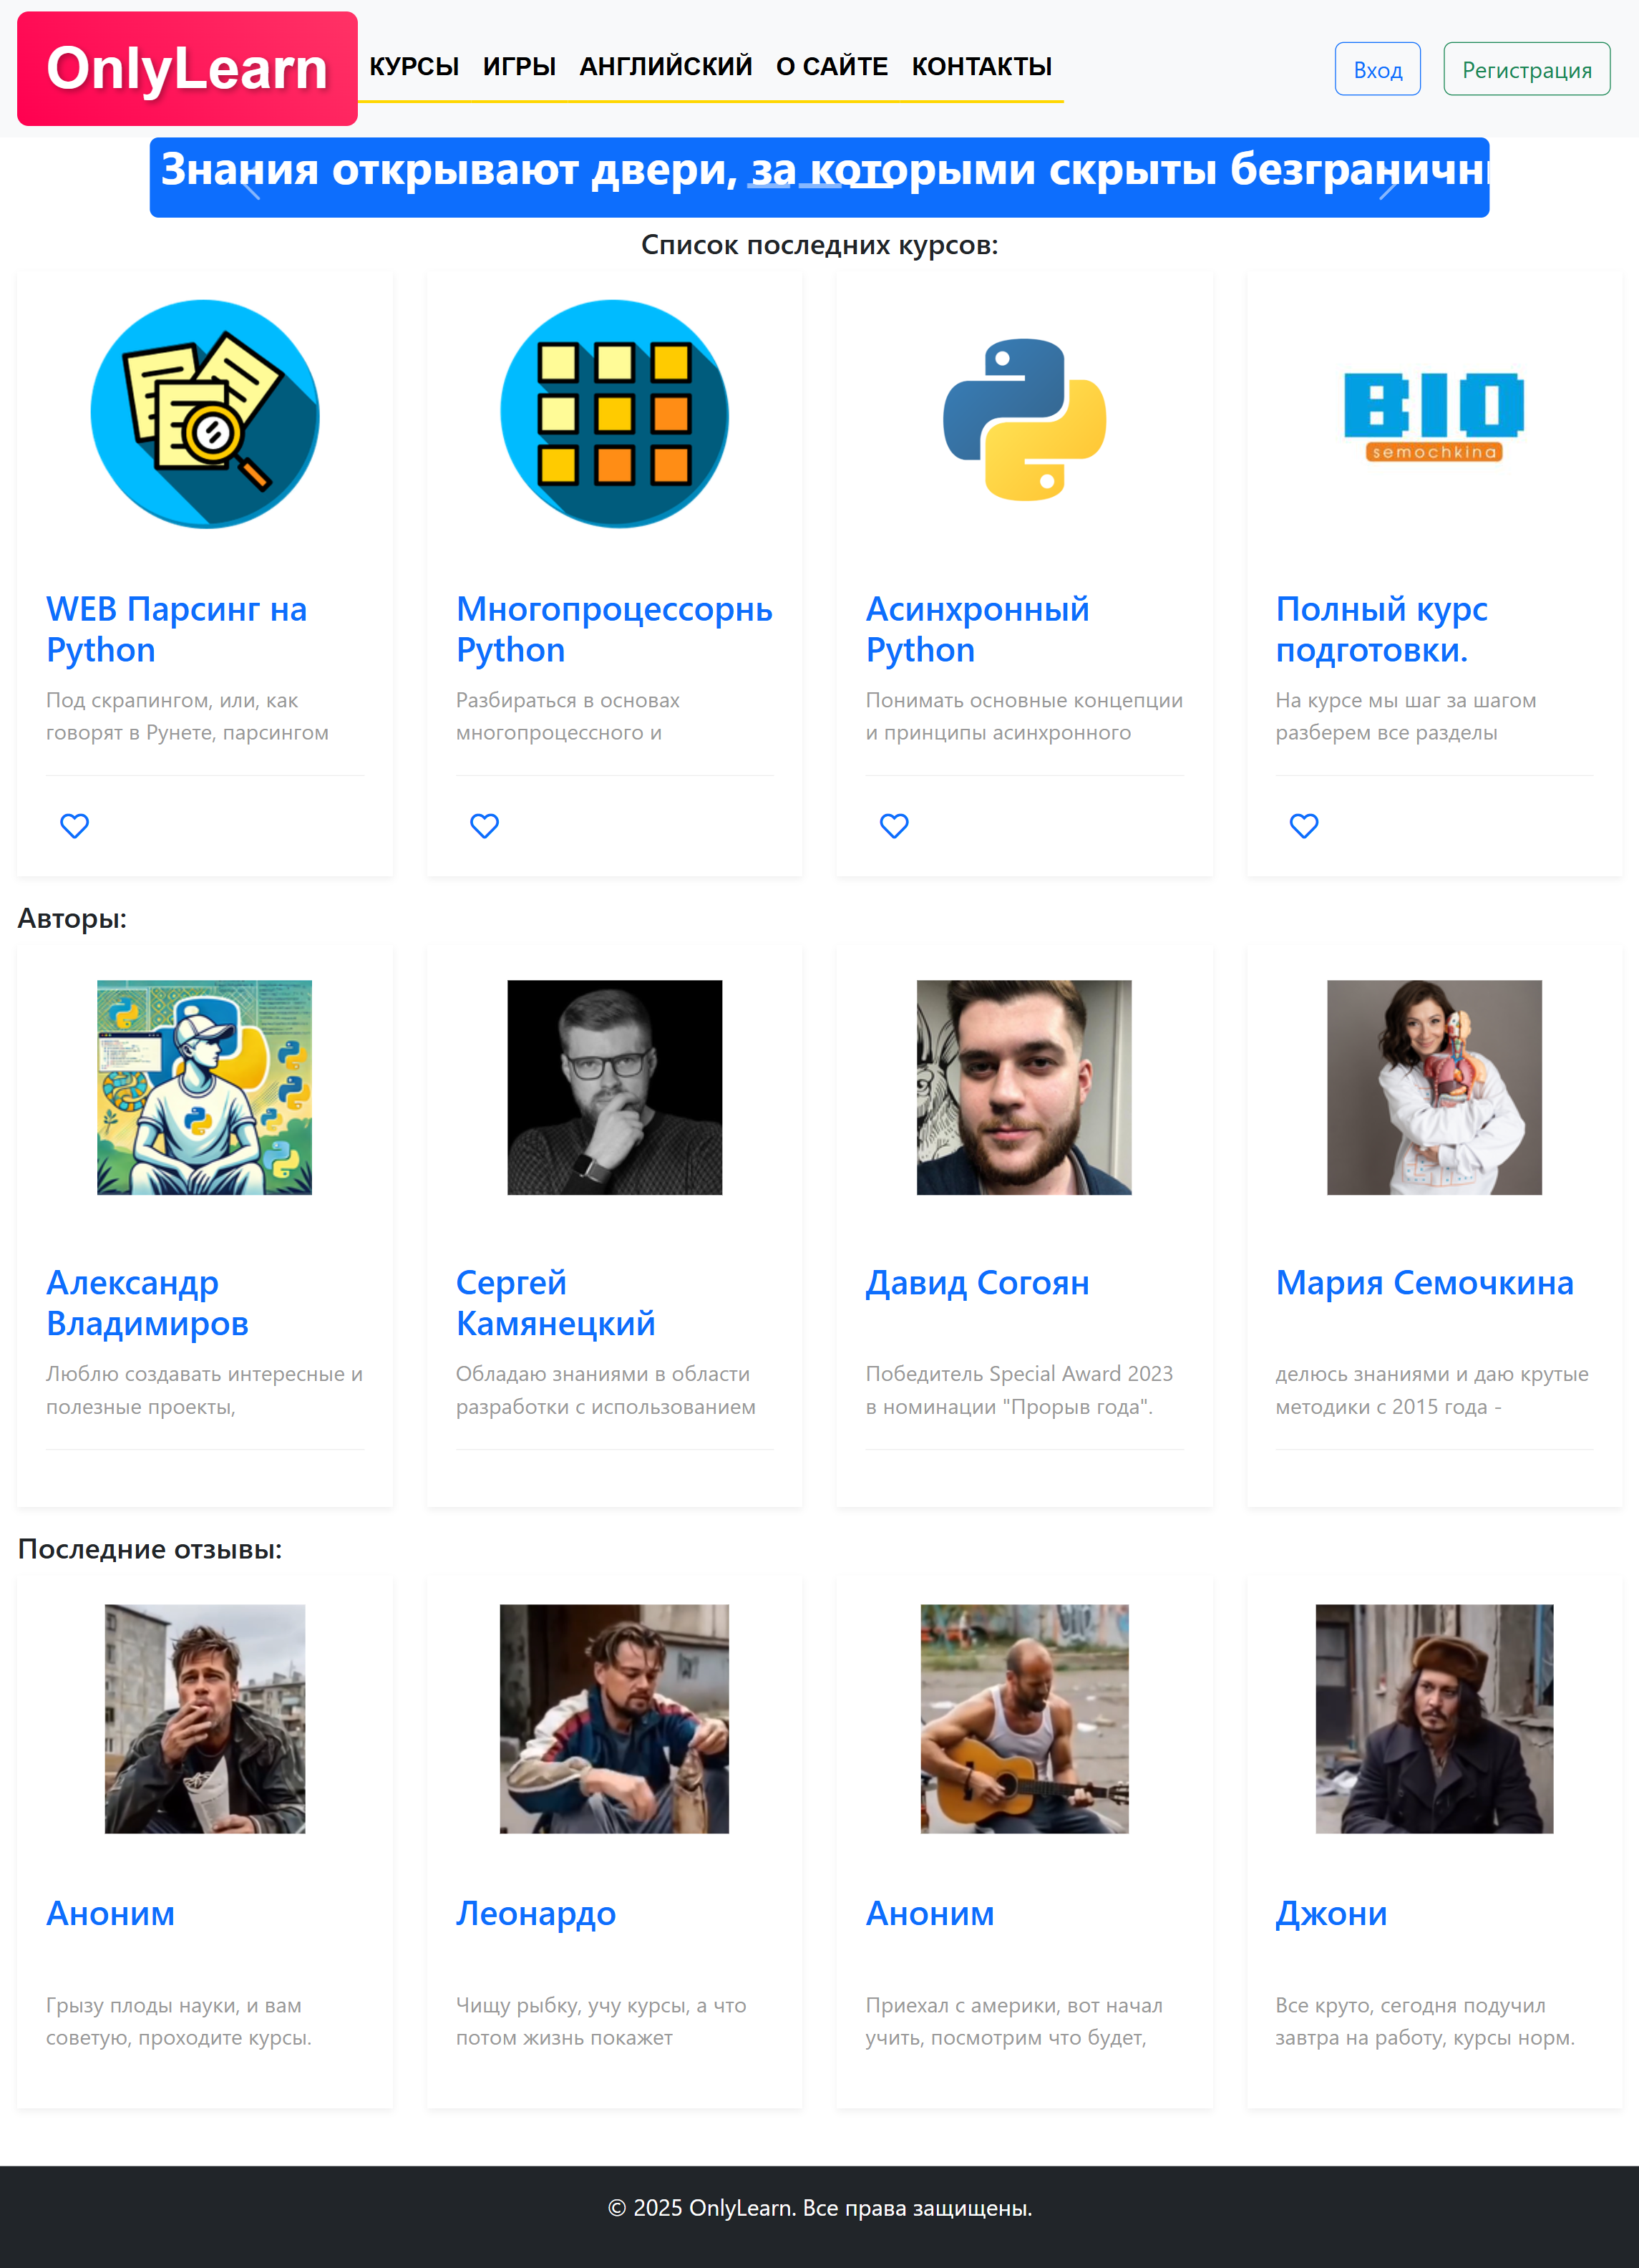 OnlyLearn
КУРСЫ ИГРЫ АНГЛИЙСКИЙ О САЙТЕ КОНТАКТЫ
Вход
Регистрация
Знания открывают двери, за которыми скрыты безграничн
Список последних курсов:
BIO
semochkina
WEB Парсинг на
Python
Под скрапингом, или, как
говорят в Рунете, парсингом
Многопроцессорнь
Python
Разбираться в основах
многопроцессного и
Асинхронный
Python
Понимать основные концепции
и принципы асинхронного
Полный курс
подготовки.
На курсе мы шаг за шагом
разберем все разделы
Авторы:
Александр
Владимиров
Люблю создавать интересные и
полезные проекты,
Сергей
Камянецкий
Обладаю знаниями в области
разработки с использованием
Давид Согоян
Победитель Special Award 2023
в номинации "Прорыв года".
Мария Семочкина
делюсь знаниями и даю крутые
методики с 2015 года -
Последние отзывы:
Аноним
Грызу плоды науки, и вам
советую, проходите курсы.
Леонардо
Чищу рыбку, учу курсы, а что
потом жизнь покажет
Аноним
Приехал с америки, вот начал
учить, посмотрим что будет,
Джони
Все круто, сегодня подучил
завтра на работу, курсы норм.
© 2025 OnlyLearn. Все права защищены.